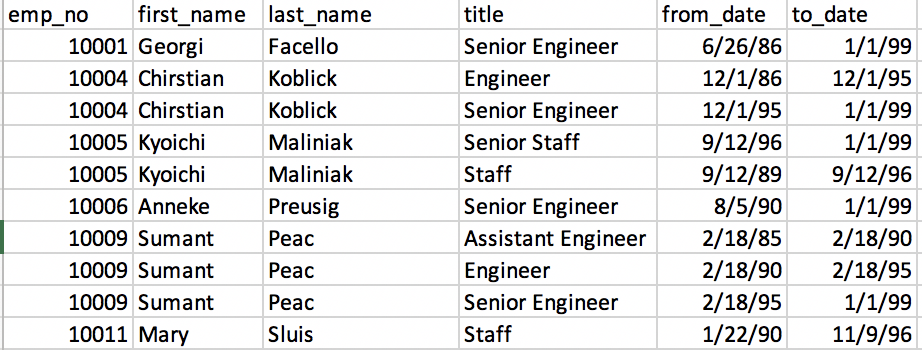 emp_no first_name last_name title from_date to_date
10001 Georgi Facello Senior Engineer 6/26/86 1/1/99
10004 Chirstian Koblick Engineer 12/1/86 12/1/95
10004 Chirstian Koblick Senior Engineer 12/1/95 1/1/99
10005 Kyoichi Maliniak Senior Staff 9/12/96 1/1/99
10005 Kyoichi Maliniak Staff 9/12/89 9/12/96
10006 Anneke Preusig Senior Engineer 8/5/90 1/1/99
10009 Sumant Peac Assistant Engineer 2/18/85 2/18/90
10009 Sumant Peac Engineer 2/18/90 2/18/95
10009 Sumant Peac Senior Engineer 2/18/95 1/1/99
10011 Mary Sluis Staff 1/22/90 11/9/96